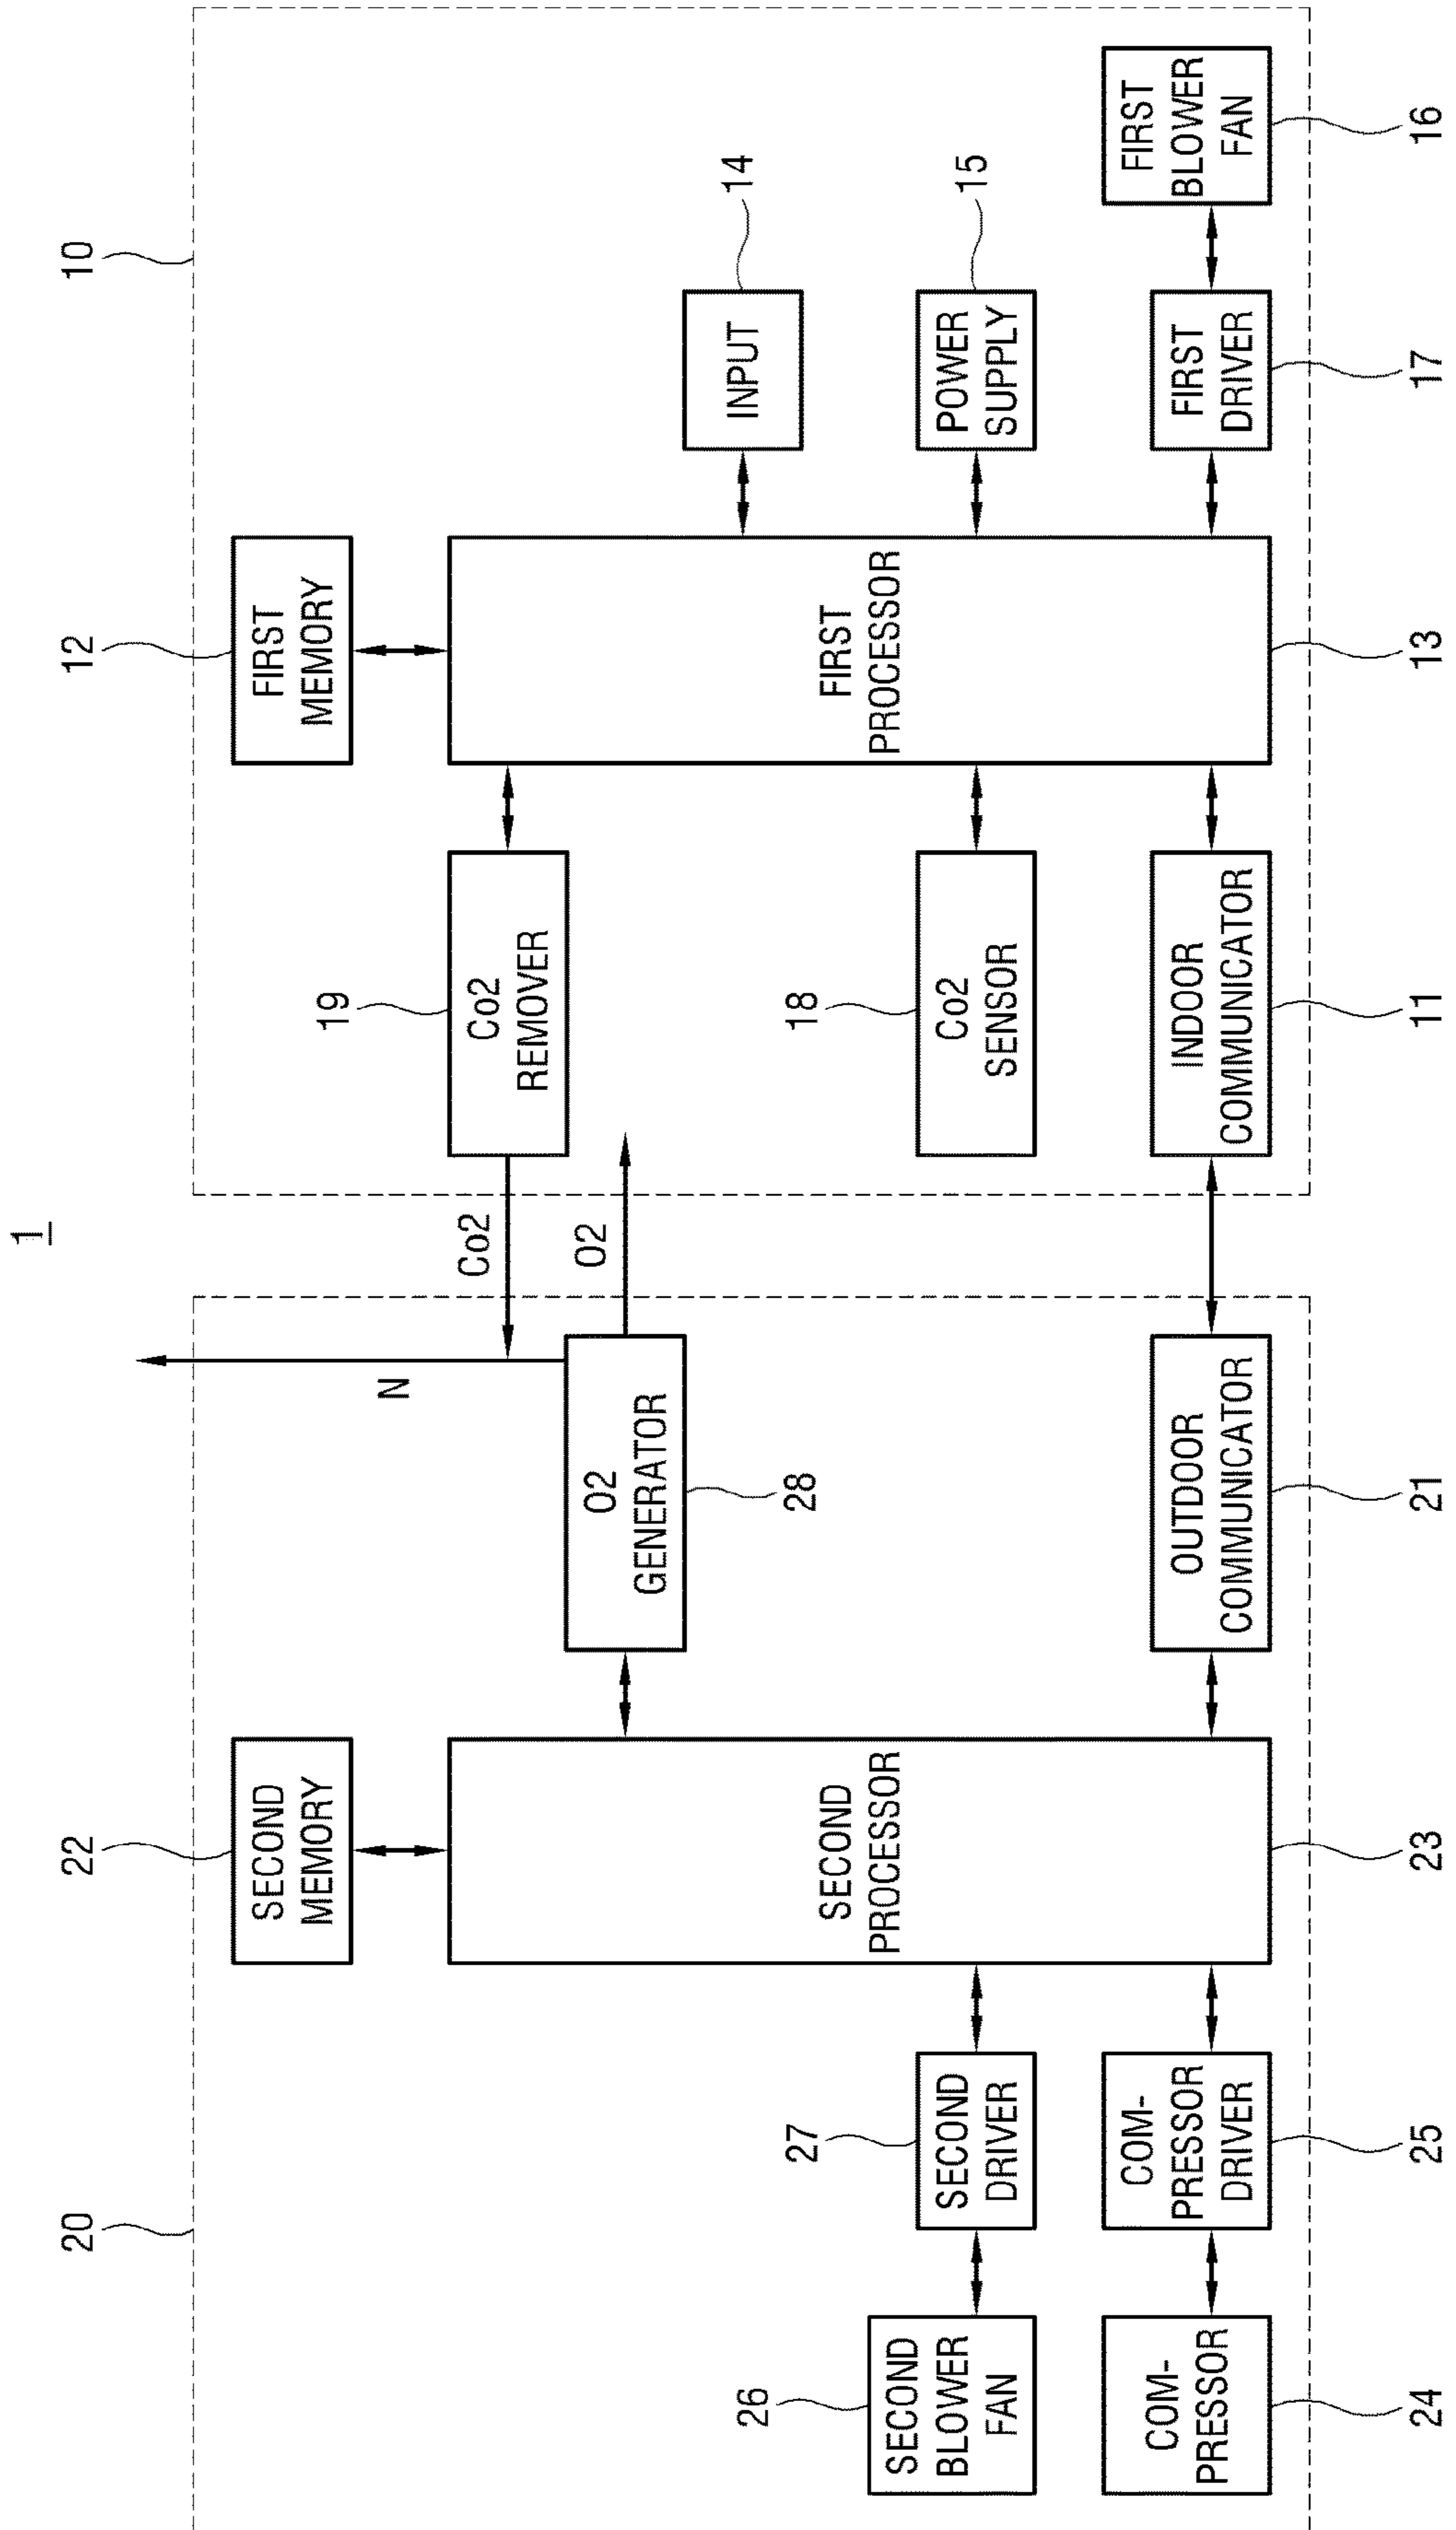 1
20
10
22
SECOND
MEMORY
12
FIRST
MEMORY
N
Co2
O2
19
Co2
REMOVER
O2
GENERATOR
28
14
INPUT
SECOND
PROCESSOR
FIRST
PROCESSOR
26
SECOND
BLOWER
FAN
27
SECOND
DRIVER
18
Co2
SENSOR
15
POWER
SUPPLY
COM-
PRESSOR
COM-
PRESSOR
DRIVER
OUTDOOR
COMMUNICATOR
INDOOR
COMMUNICATOR
FIRST
DRIVER
FIRST
BLOWER
FAN
24
25
23
21
11
13
17
16